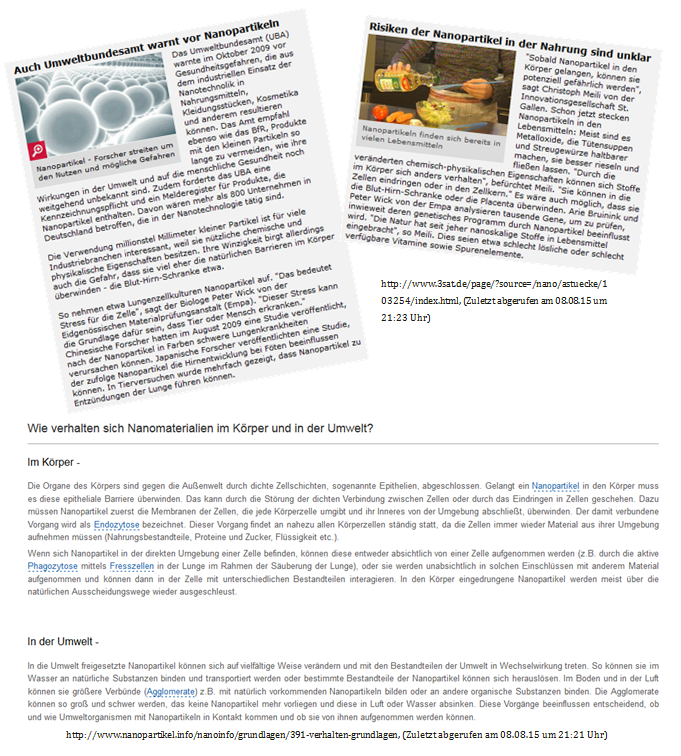 Auch Umweltbundesamt warnt vor Nanopartikeln
Das Umweltbundesamt (UBA)
warnte im Oktober 2009 vor
Gesundheitsgefahren, die aus
dem industriellen Einsatz der
Nanotechnolik in
Nahrungsmitteln,
Kleidungsstücken, Kosmetika
und anderem resultieren
können. Das Amt empfahl
ebenso wie das BfR, Produkte
mit den kleinen Partikeln so
lange zu vermeiden, wie ihre
Nanopartikel - Forscher streiten um
den Nutzen und mögliche Gefahren
Wirkungen in der Umwelt und auf die menschliche Gesundheit noch
weitgehend unbekannt sind. Zudem forderte das UBA eine
Kennzeichnungspflicht und ein Melderegister für Produkte, die
Nanopartikel enthalten. Davon wären mehr als 800 Unternehmen in
Deutschland betroffen, die in der Nanotechnologie tätig sind.
Die Verwendung millionstel Millimeter kleiner Partikel ist für viele
Industriebranchen interessant, weil sie nützliche chemische und
physikalische Eigenschaften besitzen. Ihre Winzigkeit birgt allerdings
auch die Gefahr, dass sie viel eher die natürlichen Barrieren im Körper
überwinden - die Blut-Hirn-Schranke etwa.
So nehmen etwa Lungenzellkulturen Nanopartikel auf. "Das bedeutet
Stress für die Zelle", sagt der Biologe Peter Wick von der
Eidgenössischen Materialprüfungsanstalt (Empa). "Dieser Stress kann
die Grundlage dafür sein, dass Tier oder Mensch erkranken."
Chinesische Forscher hatten im August 2009 eine Studie veröffentlicht,
nach der Nanopartikel in Farben schwere Lungenkrankheiten
verursachen können. Japanische Forscher veröffentlichten eine Studie,
der zufolge Nanopartikel die Hirnentwicklung bei Föten beeinflussen
können. In Tierversuchen wurde mehrfach gezeigt, dass Nanopartikel zu
Entzündungen der Lunge führen können.
Risiken der Nanopartikel in der Nahrung sind unklar
"Sobald Nanopartikel in den
Körper gelangen, können sie
potenziell gefährlich werden",
sagt Christoph Meili von der
Innovationsgesellschaft St.
Gallen. Schon jetzt stecken
Nanopartikeln in den
Lebensmitteln: Meist sind es
Metalloxide, die Tütensuppen
und Streugewürze haltbarer
machen, sie besser rieseln und
fließen lassen. "Durch die
Nanopartikeln finden sich bereits in
vielen Lebensmitteln
veränderten chemisch-physikalischen Eigenschaften können sich Stoffe
im Körper sich anders verhalten", befürchtet Meili. "Sie können in die
Zellen eindringen oder in den Zellkern." Es wäre auch möglich, dass sie
die Blut-Hirn-Schranke oder die Placenta überwinden. Arie Bruinink und
Peter Wick von der Empa analysieren tausende Gene, um zu prüfen,
inwieweit deren genetisches Programm durch Nanopartikel beeinflusst
wird. "Die Natur hat seit jeher nanoskalige Stoffe in Lebensmittel
eingebracht", so Meili. Dies seien etwa schlecht lösliche oder schlecht
verfügbare Vitamine sowie Spurenelemente.
http://www.3sat.de/page/?source=/nano/astuecke/1
03254/index.html, (Zuletzt abgerufen am 08.08.15 um
21:23 Uhr)
Wie verhalten sich Nanomaterialien im Körper und in der Umwelt?
Im Körper -
Die Organe des Körpers sind gegen die Außenwelt durch dichte Zellschichten, sogenannte Epithelien, abgeschlossen. Gelangt ein Nanopartikel in den Körper muss
es diese epitheliale Barriere überwinden. Das kann durch die Störung der dichten Verbindung zwischen Zellen oder durch das Eindringen in Zellen geschehen. Dazu
müssen Nanopartikel zuerst die Membranen der Zellen, die jede Körperzelle umgibt und ihr Inneres von der Umgebung abschließt, überwinden. Der damit verbundene
Vorgang wird als Endozytose bezeichnet. Dieser Vorgang findet an nahezu allen Körperzellen ständig statt, da die Zellen immer wieder Material aus ihrer Umgebung
aufnehmen müssen (Nahrungsbestandteile, Proteine und Zucker, Flüssigkeit etc.).
Wenn sich Nanopartikel in der direkten Umgebung einer Zelle befinden, können diese entweder absichtlich von einer Zelle aufgenommen werden (z.B. durch die aktive
Phagozytose mittels Fresszellen in der Lunge im Rahmen der Säuberung der Lunge), oder sie werden unabsichtlich in solchen Einschlüssen mit anderem Material
aufgenommen und können dann in der Zelle mit unterschiedlichen Bestandteilen interagieren. In den Körper eingedrungene Nanopartikel werden meist über die
natürlichen Ausscheidungswege wieder ausgeschleust.
In der Umwelt -
In die Umwelt freigesetzte Nanopartikel können sich auf vielfältige Weise verändern und mit den Bestandteilen der Umwelt in Wechselwirkung treten. So können sie im
Wasser an natürliche Substanzen binden und transportiert werden oder bestimmte Bestandteile der Nanopartikel können sich herauslösen. Im Boden und in der Luft
können sie größere Verbünde (Agglomerate) z.B. mit natürlich vorkommenden Nanopartikeln bilden oder an andere organische Substanzen binden. Die Agglomerate
können so groß und schwer werden, das keine Nanopartikel mehr vorliegen und diese in Luft oder Wasser absinken. Diese Vorgänge beeinflussen entscheidend, ob
und wie Umweltorganismen mit Nanopartikeln in Kontakt kommen und ob sie von ihnen aufgenommen werden können.
http://www.nanopartikel.info/nanoinfo/grundlagen/391-verhalten-grundlagen, (Zuletzt abgerufen am 08.08.15 um 21:21 Uhr)